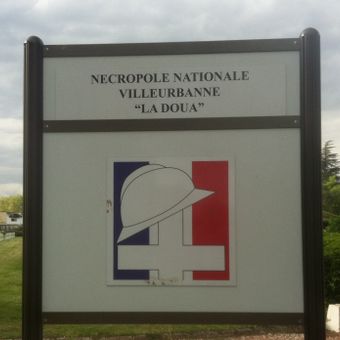 NECROPOLE NATIONALE
VILLEURBANNE
"LA DOUA"